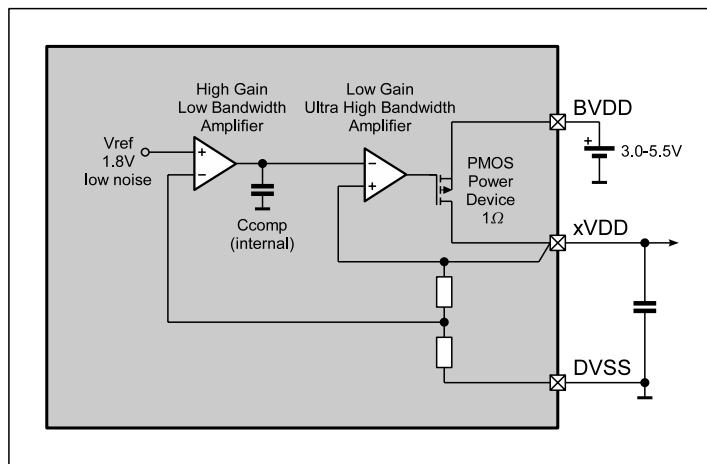 High Gain
Low Bandwidth
Amplifier
Low Gain
Ultra High Bandwidth
Amplifier
BVDD
Vref
1.8V
low noise
+
−
−
+
+
3.0-5.5V
PMOS
Power
Device
1Ω
Ccomp
(internal)
xVDD
DVSS